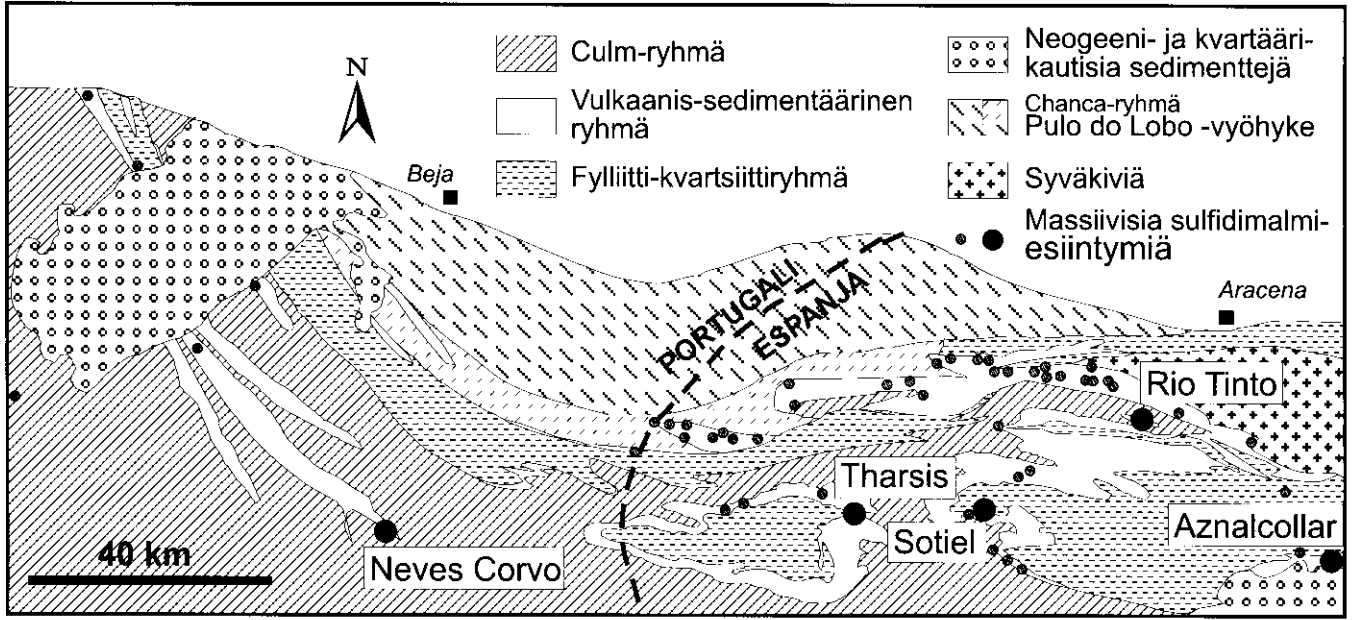 N
Culm-ryhmä
Vulkaanis-sedimentäärinen
ryhmä
Fylliitti-kvartsiittiryhmä
Neogeeni- ja kvartääri-
kautisia sedimenttejä
Chanca-ryhmä
Pulo do Lobo -vyöhyke
Syväkiviä
Massiivisia sulfidimalmi-
esiintymiä
Beja
PORTUGALI
ESPANJA
Aracena
Rio Tinto
Tharsis
Sotiel
Aznalcollar
Neves Corvo
40 km